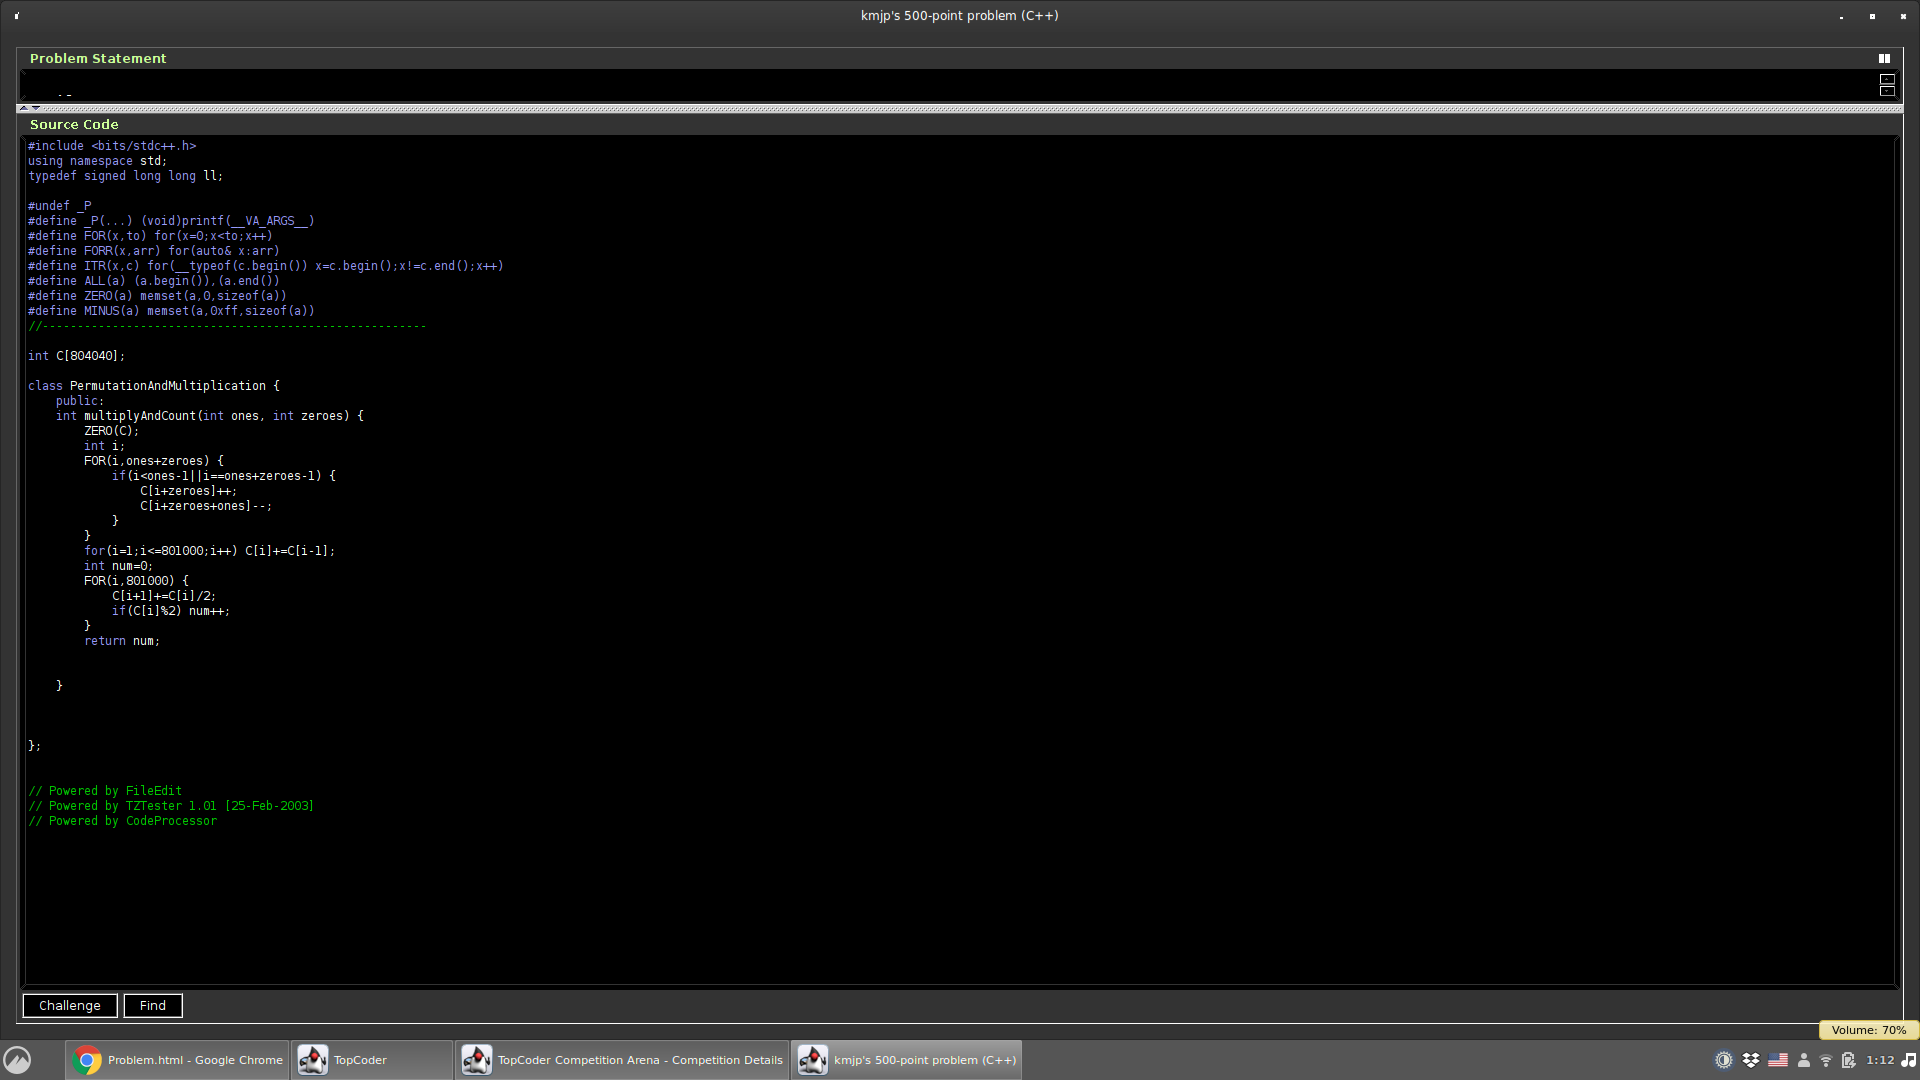 kmjp's 500-point problem (C++)
Problem Statement
Source Code
#include <bits/stdc++.h>
using namespace std;
typedef signed long long ll;
#undef _P
#define _P(...) (void)printf(__VA_ARGS__)
#define FOR(x,to) for(x=0;x<to;x++)
#define FORR(x,arr) for(auto& x:arr)
#define ITR(x,c) for(__typeof(c.begin()) x=c.begin();x!=c.end();x++)
#define ALL(a) (a.begin()),(a.end())
#define ZERO(a) memset(a,0,sizeof(a))
#define MINUS(a) memset(a,0xff,sizeof(a))
//-------------------------------------------------------
int C[804040];
class PermutationAndMultiplication {
public:
int multiplyAndCount(int ones, int zeroes) {
ZERO(C);
int i;
FOR(i,ones+zeroes) {
if(i<ones-1||i==ones+zeroes-1) {
C[i+zeroes]++;
C[i+zeroes+ones]--;
}
}
for(i=1;i<=801000;i++) C[i]+=C[i-1];
int num=0;
FOR(i,801000) {
C[i+1]+=C[i]/2;
if(C[i]%2) num++;
}
return num;
}
};
// Powered by FileEdit
// Powered by TZTester 1.01 [25-Feb-2003]
// Powered by CodeProcessor
Challenge
Find
Volume: 70%
Problem.html - Google Chrome
TopCoder
TopCoder Competition Arena - Competition Details
kmjp's 500-point problem (C++)
1:12